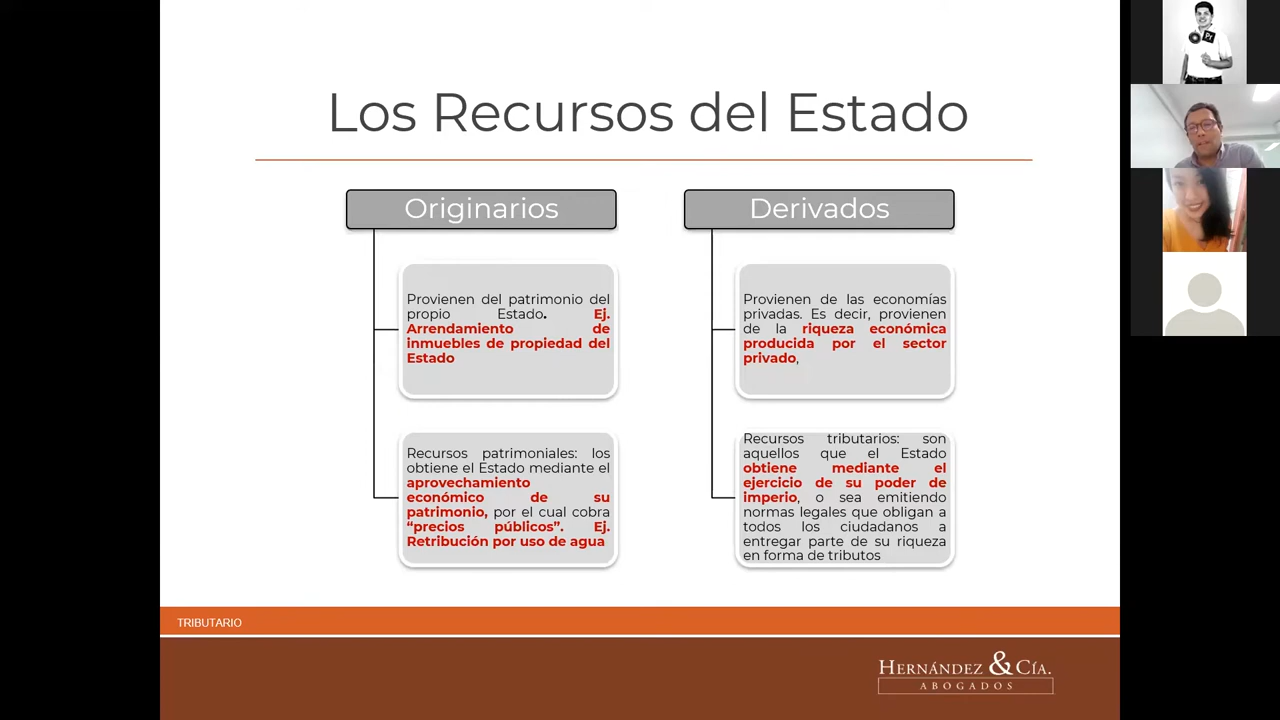 Los Recursos del Estado
Originarios
Provienen del patrimonio del
propio Estado. Ej.
Arrendamiento de
inmuebles de propiedad del
Estado
Recursos patrimoniales: los
obtiene el Estado mediante el
aprovechamiento
económico de su
patrimonio, por el cual cobra
“precios públicos”. Ej.
Retribución por uso de agua
Derivados
Provienen de las economías
privadas. Es decir, provienen
de la riqueza económica
producida por el sector
privado,
Recursos tributarios: son
aquellos que el Estado
obtiene mediante el
ejercicio de su poder de
imperio, o sea emitiendo
normas legales que obligan a
todos los ciudadanos a
entregar parte de su riqueza
en forma de tributos
TRIBUTARIO
HERNÁNDEZ & CÍA.
ABOGADOS
Pr